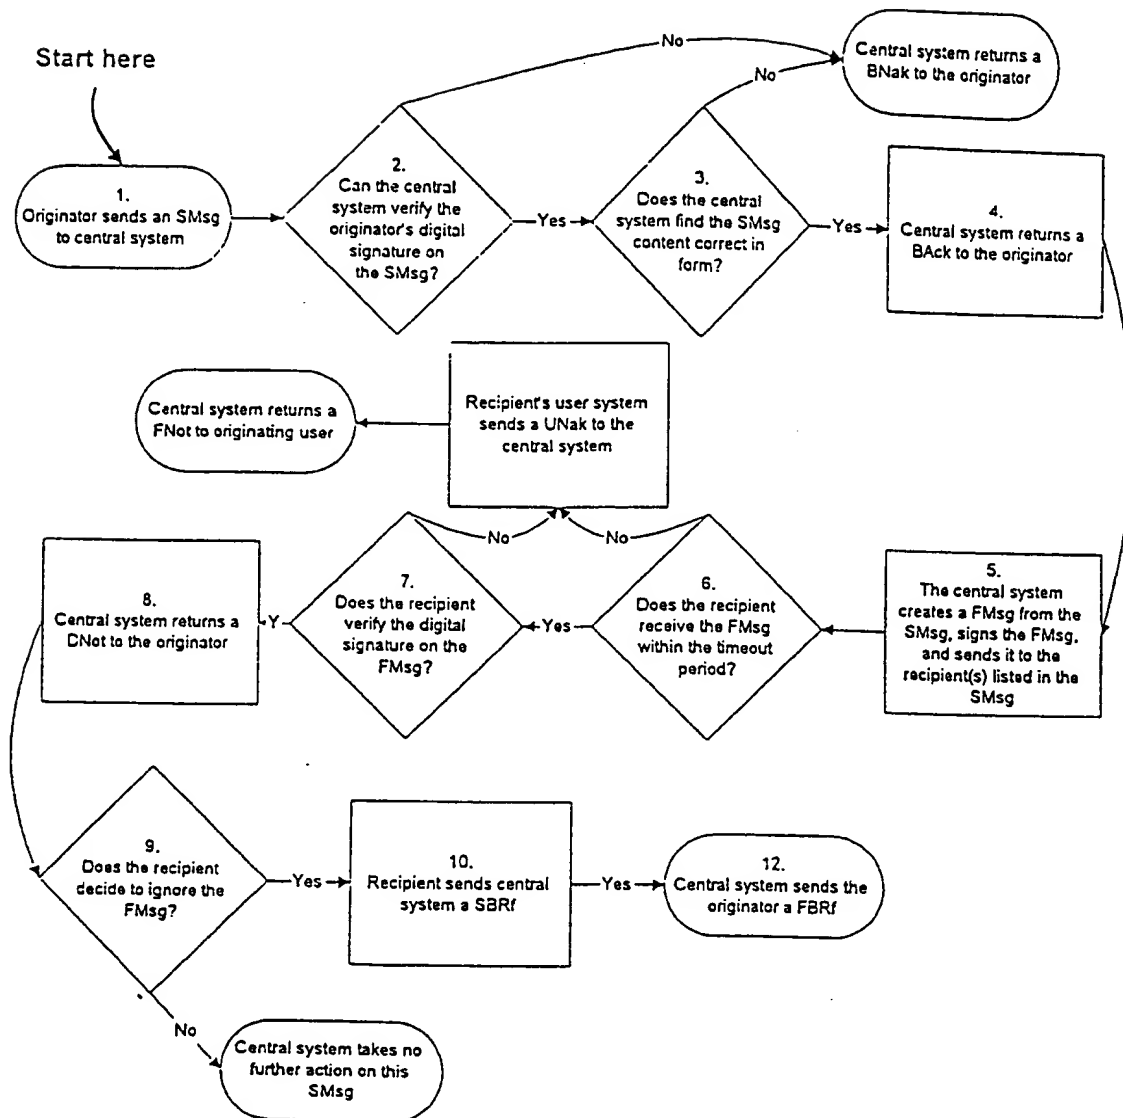 Start here
No
Central system returns a
BNak to the originator
No
1.
Originator sends an SMsg
to central system
2.
Can the central
system verify the
originator's digital
signature on
the SMsg?
Yes
3.
Does the central
system find the SMsg
content correct in
form?
Yes
4.
Central system returns a
BAck to the originator
Central system returns a
FNot to originating user
Recipient's user system
sends a UNak to the
central system
No
No
8.
Central system returns a
DNot to the originator
Y
7.
Does the recipient
verify the digital
signature on the
FMsg?
Yes
6.
Does the recipient
receive the FMsg
within the timeout
period?
5.
The central system
creates a FMsg from the
SMsg, signs the FMsg,
and sends it to the
recipient(s) listed in the
SMsg
9.
Does the recipient
decide to ignore the
FMsg?
Yes
10.
Recipient sends central
system a SBRf
Yes
12.
Central system sends the
originator a FBRf
No
Central system takes no
further action on this
SMsg